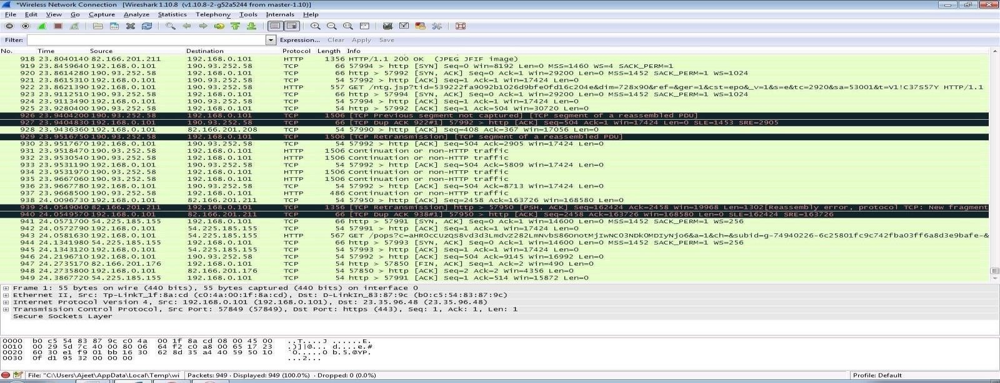 *Wireless Network Connection [Wireshark 1.10.8 (v1.10.8-2-g52a5244 from master-1.10)]
File Edit View Go Capture Analyze Statistics Telephony Tools Internals Help
Filter: Expression... Clear Apply Save
No. Time Source Destination Protocol Length Info
918 23.8040140 82.166.201.211 192.168.0.101 HTTP 1356 HTTP/1.1 200 OK (JPEG JFIF image)
919 23.8459640 192.168.0.101 190.93.252.58 TCP 66 57994 > http [SYN] Seq=0 Win=8192 Len=0 MSS=1460 WS=4 SACK_PERM=1
920 23.8614280 190.93.252.58 192.168.0.101 TCP 66 http > 57992 [SYN, ACK] Seq=0 Ack=1 Win=29200 Len=0 MSS=1452 SACK_PERM=1 WS=1024
921 23.8615310 192.168.0.101 190.93.252.58 TCP 54 57992 > http [ACK] Seq=1 Ack=1 Win=17424 Len=0
922 23.8621390 192.168.0.101 190.93.252.58 HTTP 557 GET /ntg.jsp?tid=539222fa9092b1026d9bfe0fd16c204e&dim=728x90&ref=&ger=1&cst=epo&_v=1&s=e&tc=2920&sa=53001&t=V1!C37S57Y HTTP/1.1
923 23.9112590 190.93.252.58 192.168.0.101 TCP 66 http > 57994 [SYN, ACK] Seq=0 Ack=1 Win=29200 Len=0 MSS=1452 SACK_PERM=1 WS=1024
924 23.9113490 192.168.0.101 190.93.252.58 TCP 54 57994 > http [ACK] Seq=1 Ack=1 Win=17424 Len=0
925 23.9280400 190.93.252.58 192.168.0.101 TCP 54 http > 57992 [ACK] Seq=1 Ack=504 Win=30720 Len=0
926 23.9404200 190.93.252.58 192.168.0.101 TCP 1506 [TCP Previous segment not captured] [TCP segment of a reassembled PDU]
927 23.9404830 192.168.0.101 190.93.252.58 TCP 66 [TCP Dup ACK 922#1] 57992 > http [ACK] Seq=504 Ack=1 Win=17424 Len=0 SLE=1453 SRE=2905
928 23.9436360 192.168.0.101 82.166.201.208 TCP 54 57990 > http [ACK] Seq=408 Ack=367 Win=17056 Len=0
929 23.9516750 190.93.252.58 192.168.0.101 TCP 1506 [TCP Retransmission] [TCP segment of a reassembled PDU]
930 23.9517670 192.168.0.101 190.93.252.58 TCP 54 57992 > http [ACK] Seq=504 Ack=2905 Win=17424 Len=0
931 23.9518470 190.93.252.58 192.168.0.101 HTTP 1506 Continuation or non-HTTP traffic
932 23.9530540 190.93.252.58 192.168.0.101 HTTP 1506 Continuation or non-HTTP traffic
933 23.9531190 192.168.0.101 190.93.252.58 TCP 54 57992 > http [ACK] Seq=504 Ack=5809 Win=17424 Len=0
934 23.9531970 190.93.252.58 192.168.0.101 HTTP 1506 Continuation or non-HTTP traffic
935 23.9667060 190.93.252.58 192.168.0.101 HTTP 1506 Continuation or non-HTTP traffic
936 23.9667780 192.168.0.101 190.93.252.58 TCP 54 57992 > http [ACK] Seq=504 Ack=8713 Win=17424 Len=0
937 23.9668500 190.93.252.58 192.168.0.101 HTTP 486 Continuation or non-HTTP traffic
938 24.0096730 192.168.0.101 82.166.201.211 TCP 54 57950 > http [ACK] Seq=2458 Ack=163726 Win=168580 Len=0
939 24.0549040 82.166.201.211 192.168.0.101 TCP 1356 [TCP Retransmission] http > 57950 [PSH, ACK] Seq=162424 Ack=2458 Win=19968 Len=1302[Reassembly error, protocol TCP: New fragment
940 24.0549570 192.168.0.101 82.166.201.211 TCP 66 [TCP Dup ACK 938#1] 57950 > http [ACK] Seq=2458 Ack=163726 Win=168580 Len=0 SLE=162424 SRE=163726
941 24.0571700 54.225.185.155 192.168.0.101 TCP 66 http > 57991 [SYN, ACK] Seq=0 Ack=1 Win=14600 Len=0 MSS=1452 SACK_PERM=1 WS=256
942 24.0572790 192.168.0.101 54.225.185.155 TCP 54 57991 > http [ACK] Seq=1 Ack=1 Win=17424 Len=0
943 24.0581630 192.168.0.101 54.225.185.155 HTTP 567 GET
944 24.1341980 54.225.185.155 192.168.0.101 TCP 66 http > 57993 [SYN, ACK] Seq=0 Ack=1 Win=14600 Len=0 MSS=1452 SACK_PERM=1 WS=256
945 24.1343120 192.168.0.101 54.225.185.155 TCP 54 57993 > http [ACK] Seq=1 Ack=1 Win=17424 Len=0
946 24.2196710 192.168.0.101 190.93.252.58 TCP 54 57992 > http [ACK] Seq=504 Ack=9145 Win=16992 Len=0
947 24.2735170 82.166.201.176 192.168.0.101 TCP 54 http > 57850 [FIN, ACK] Seq=1 Ack=2 Win=490 Len=0
948 24.2735800 192.168.0.101 82.166.201.176 TCP 54 57850 > http [ACK] Seq=2 Ack=2 Win=4356 Len=0
949 24.3867720 54.225.185.155 192.168.0.101 TCP 54 http > 57991 [ACK] Seq=1 Ack=514 Win=15872 Len=0
Frame 1: 55 bytes on wire (440 bits), 55 bytes captured (440 bits) on interface 0
Ethernet II, Src: Tp-LinkT_1f:8a:cd (c0:4a:00:1f:8a:cd), Dst: D-LinkIn_83:87:9c (b0:c5:54:83:87:9c)
Internet Protocol Version 4, Src: 192.168.0.101 (192.168.0.101), Dst: 23.35.96.48 (23.35.96.48)
Transmission Control Protocol, Src Port: 57849 (57849), Dst Port: https (443), Seq: 1, Ack: 1, Len: 1
Secure Sockets Layer
0000 b0 c5 54 83 87 9c c0 4a 00 1f 8a cd 08 00 45 00 ..T....J ......E.
0010 00 29 5d 7c 40 00 80 06 64 f2 c0 a8 00 65 17 23 .)]|@... d....e.#
0020 60 30 e1 f9 01 bb 16 30 62 8d 35 a4 40 59 50 10 `0.....0 b.5.@YP.
0030 0f d1 95 32 00 00 00 ...2...
File: "C:\Users\Ajeet\AppData\Local\Temp\wi Packets: 949 · Displayed: 949 (100.0%) · Dropped: 0 (0.0%) Profile: Default